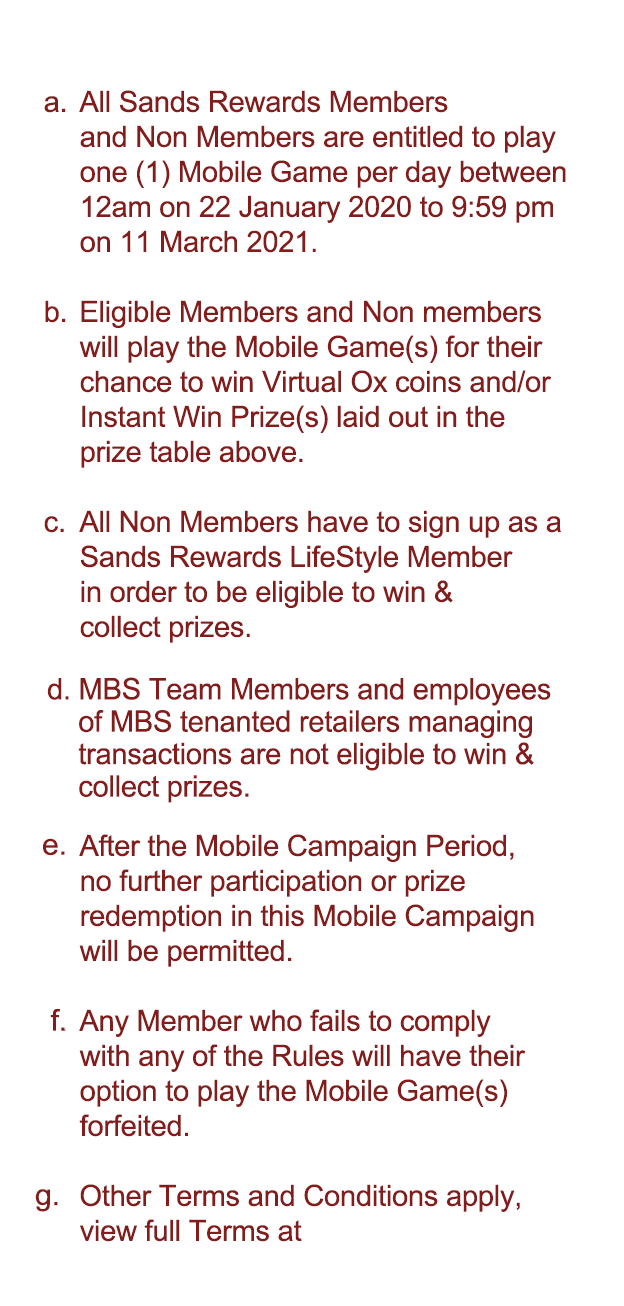 a. All Sands Rewards Members
and Non Members are entitled to play
one (1) Mobile Game per day between
12am on 22 January 2020 to 9:59 pm
on 11 March 2021.
b. Eligible Members and Non members
will play the Mobile Game(s) for their
chance to win Virtual Ox coins and/or
Instant Win Prize(s) laid out in the
prize table above.
c. All Non Members have to sign up as a
Sands Rewards LifeStyle Member
in order to be eligible to win &
collect prizes.
d. MBS Team Members and employees
of MBS tenanted retailers managing
transactions are not eligible to win &
collect prizes.
e. After the Mobile Campaign Period,
no further participation or prize
redemption in this Mobile Campaign
will be permitted.
f. Any Member who fails to comply
with any of the Rules will have their
option to play the Mobile Game(s)
forfeited.
g. Other Terms and Conditions apply,
view full Terms at